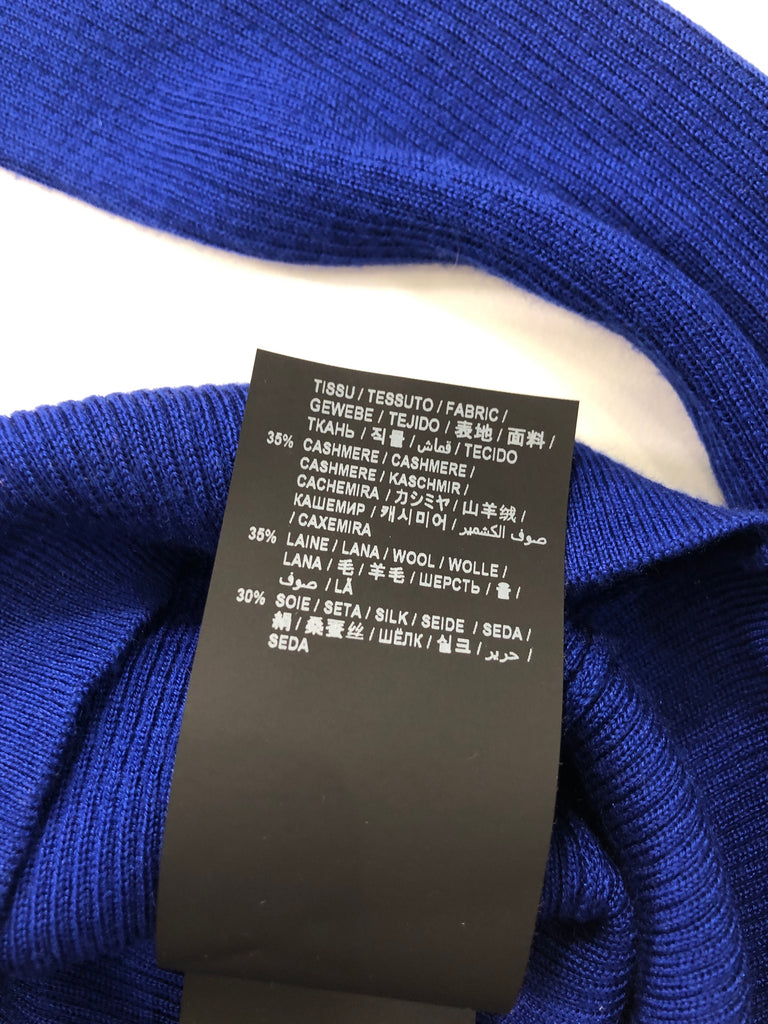 TISSU / TESSUTO / FABRIC /
GEWEBE / TEJIDO / 表地 / 面料 /
ТКАНЬ / 직물 / قماش / TECIDO
35% CASHMERE / CASHMERE /
CASHMERE / KASCHMIR /
CACHEMIRA / カシミヤ / 山羊绒 /
КАШЕМИР / 캐시미어 / صوف الكشمير
/ CAXEMIRA
35% LAINE / LANA / WOOL / WOLLE /
LANA / 毛 / 羊毛 / ШЕРСТЬ / 울 /
صوف / LÃ
30% SOIE / SETA / SILK / SEIDE / SEDA /
絹 / 桑蚕丝 / ШЁЛК / 실크 / حرير /
SEDA